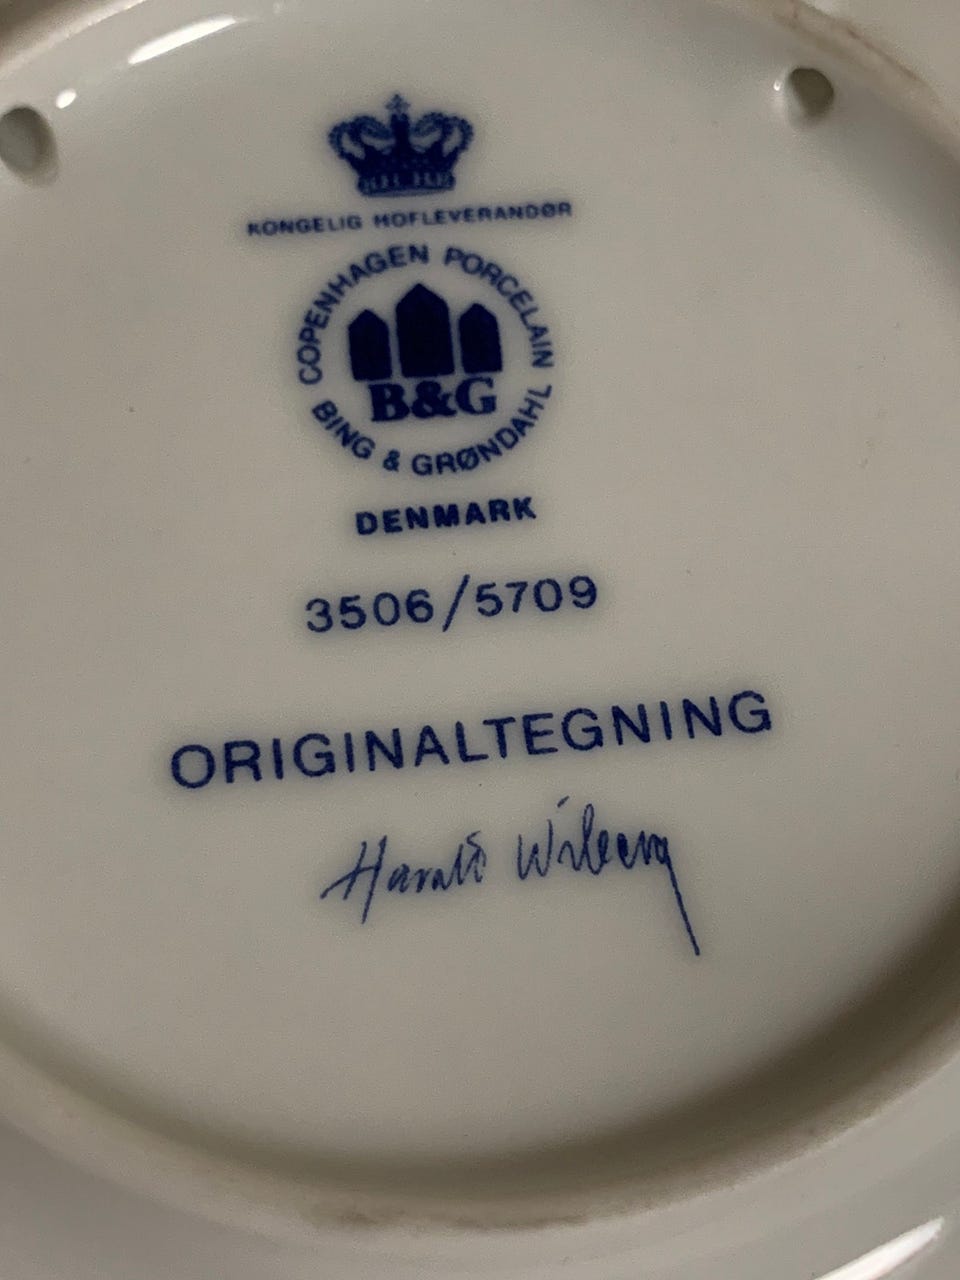 KONGELIG HOFLEVERANDØR
COPENHAGEN PORCELAIN
B&G
BING & GRØNDAHL
DENMARK
3506/5709
ORIGINALTEGNING
Harald Wiberg